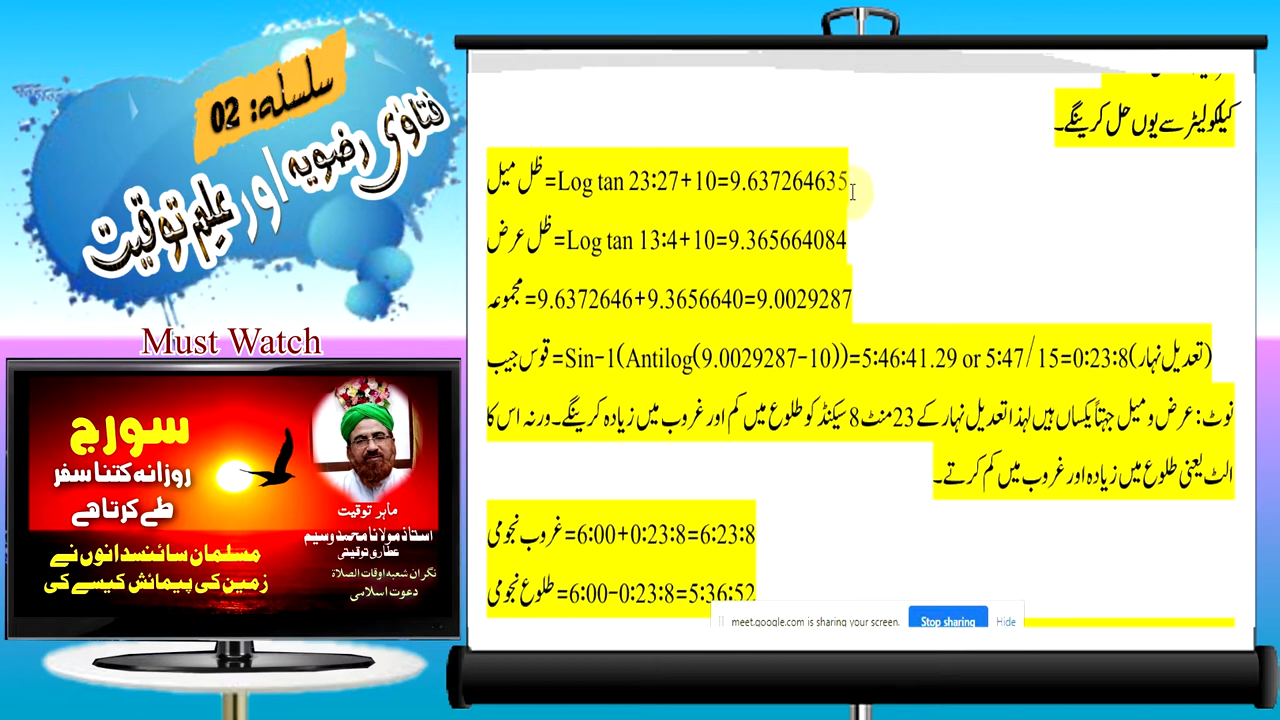 سلسلہ: 02
فتاوٰی رضویہ اور علم توقیت
Must Watch
سورج
روزانہ کتنا سفر
طے کرتا ہے
مسلمان سائنسدانوں نے
زمین کی پیمائش کیسے کی
ماہر توقیت
استاذ مولانا محمد وسیم
عطاری توقیتی
نگران شعبہ اوقات الصلاۃ
دعوت اسلامی
کیلکولیٹر سے یوں حل کرینگے۔
ظل میل=Log tan 23:27+10=9.637264635
ظل عرض=Log tan 13:4+10=9.365664084
مجموعہ=9.6372646+9.3656640=9.0029287
قوس جیب=Sin-1(Antilog(9.0029287-10))=5:46:41.29 or 5:47/15=0:23:8(تعدیل نہار)
نوٹ: عرض و میل جہتاً یکساں ہیں لہذا تعدیل نہار کے 23منٹ 8 سیکنڈ کو طلوع میں کم اور غروب میں زیادہ کرینگے۔ ورنہ اس کا
الٹ یعنی طلوع میں زیادہ اور غروب میں کم کرتے۔
غروب نجومی=6:00+0:23:8=6:23:8
طلوع نجومی=6:00-0:23:8=5:36:52
meet.google.com is sharing your screen. Stop sharing Hide